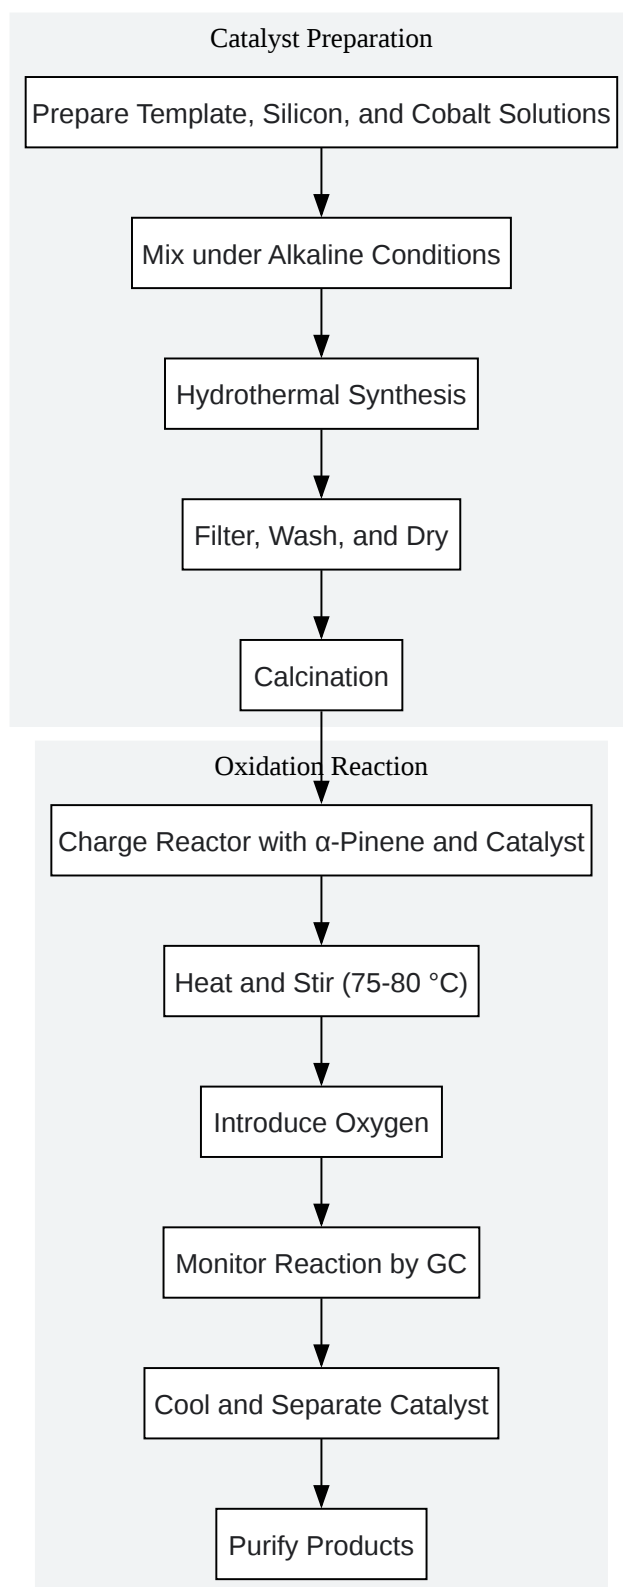 Catalyst Preparation
Prepare Template, Silicon, and Cobalt Solutions
Mix under Alkaline Conditions
Hydrothermal Synthesis
Filter, Wash, and Dry
Calcination
Oxidation Reaction
Charge Reactor with α-Pinene and Catalyst
Heat and Stir (75-80 °C)
Introduce Oxygen
Monitor Reaction by GC
Cool and Separate Catalyst
Purify Products